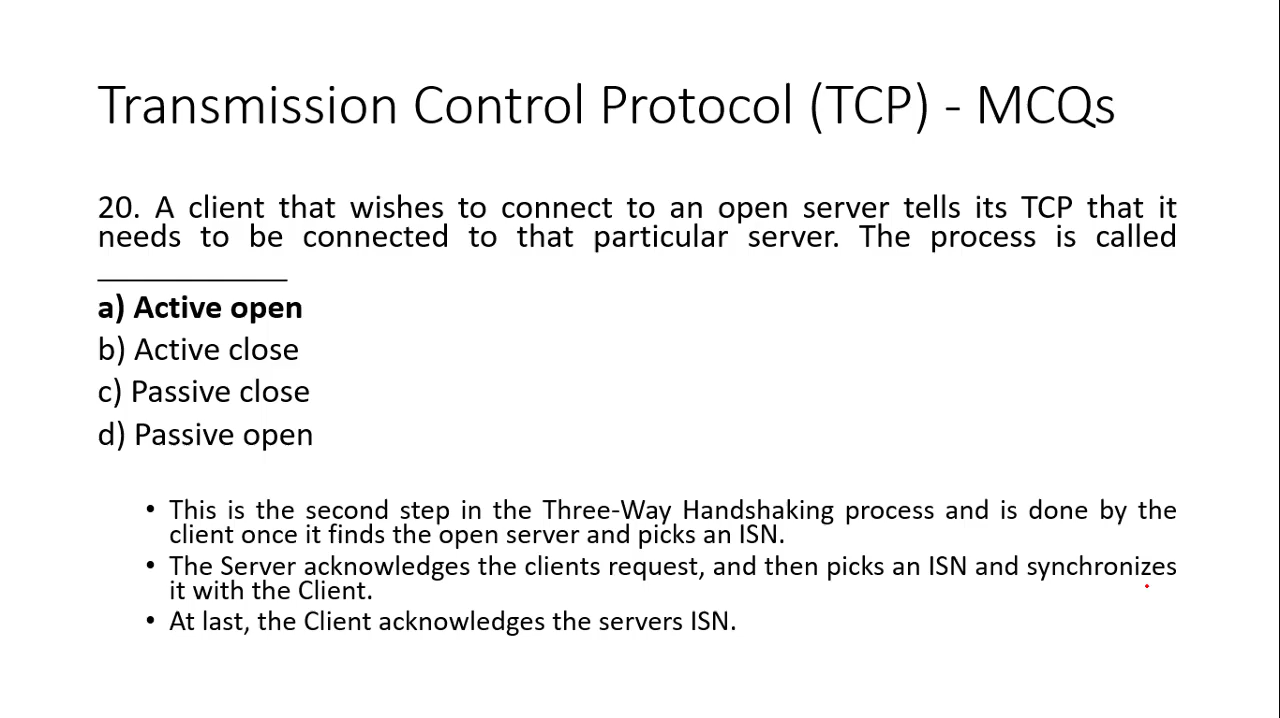 Transmission Control Protocol (TCP) - MCQs
20. A client that wishes to connect to an open server tells its TCP that it
needs to be connected to that particular server. The process is called
____________
a) Active open
b) Active close
c) Passive close
d) Passive open
• This is the second step in the Three-Way Handshaking process and is done by the
client once it finds the open server and picks an ISN.
• The Server acknowledges the clients request, and then picks an ISN and synchronizes
it with the Client.
• At last, the Client acknowledges the servers ISN.